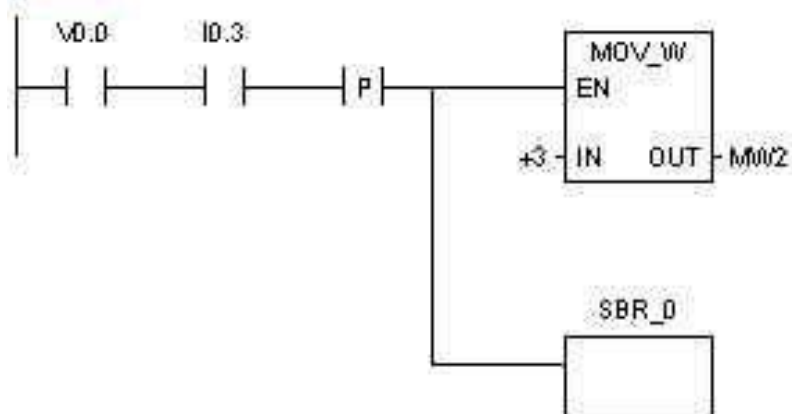 V0.0
I0.3
P
MOV_W
EN
+3
IN
OUT
MW2
SBR_0